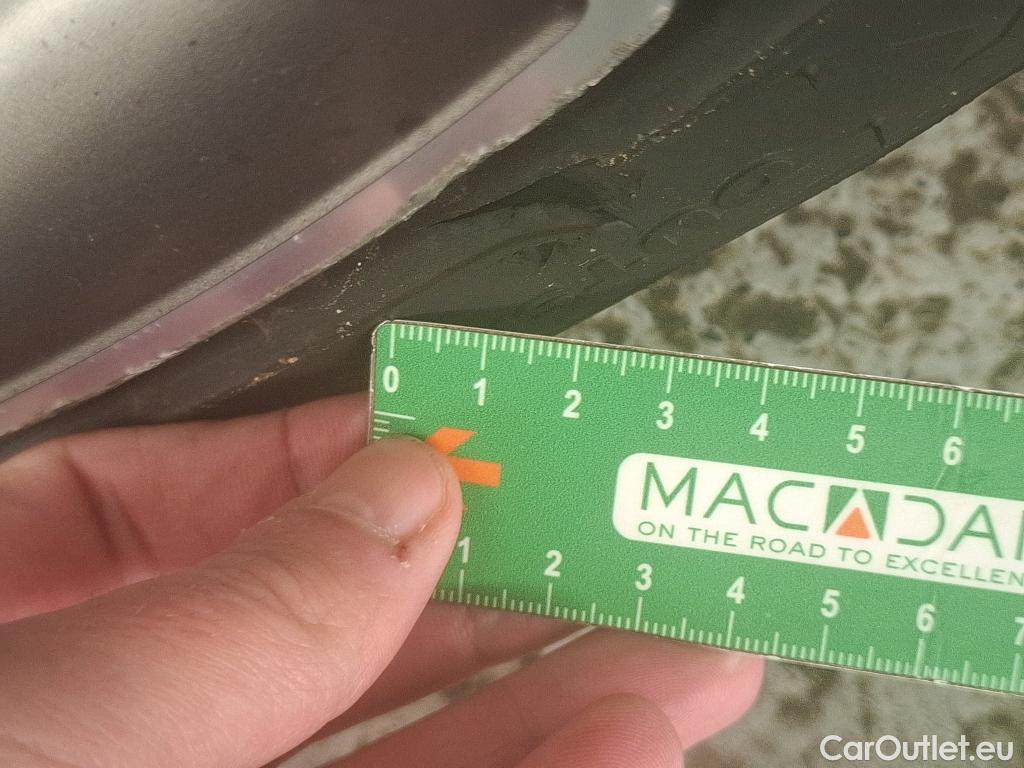 0 1 2 3 4 5 6
MACADA
ON THE ROAD TO EXCELLEN
1 2 3 4 5 6 7
CarOutlet.eu